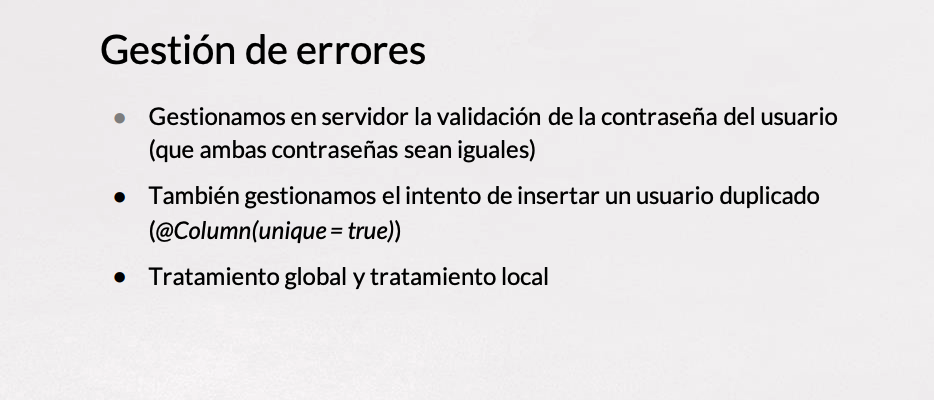 Gestión de errores
● Gestionamos en servidor la validación de la contraseña del usuario
(que ambas contraseñas sean iguales)
● También gestionamos el intento de insertar un usuario duplicado
(@Column(unique = true))
● Tratamiento global y tratamiento local